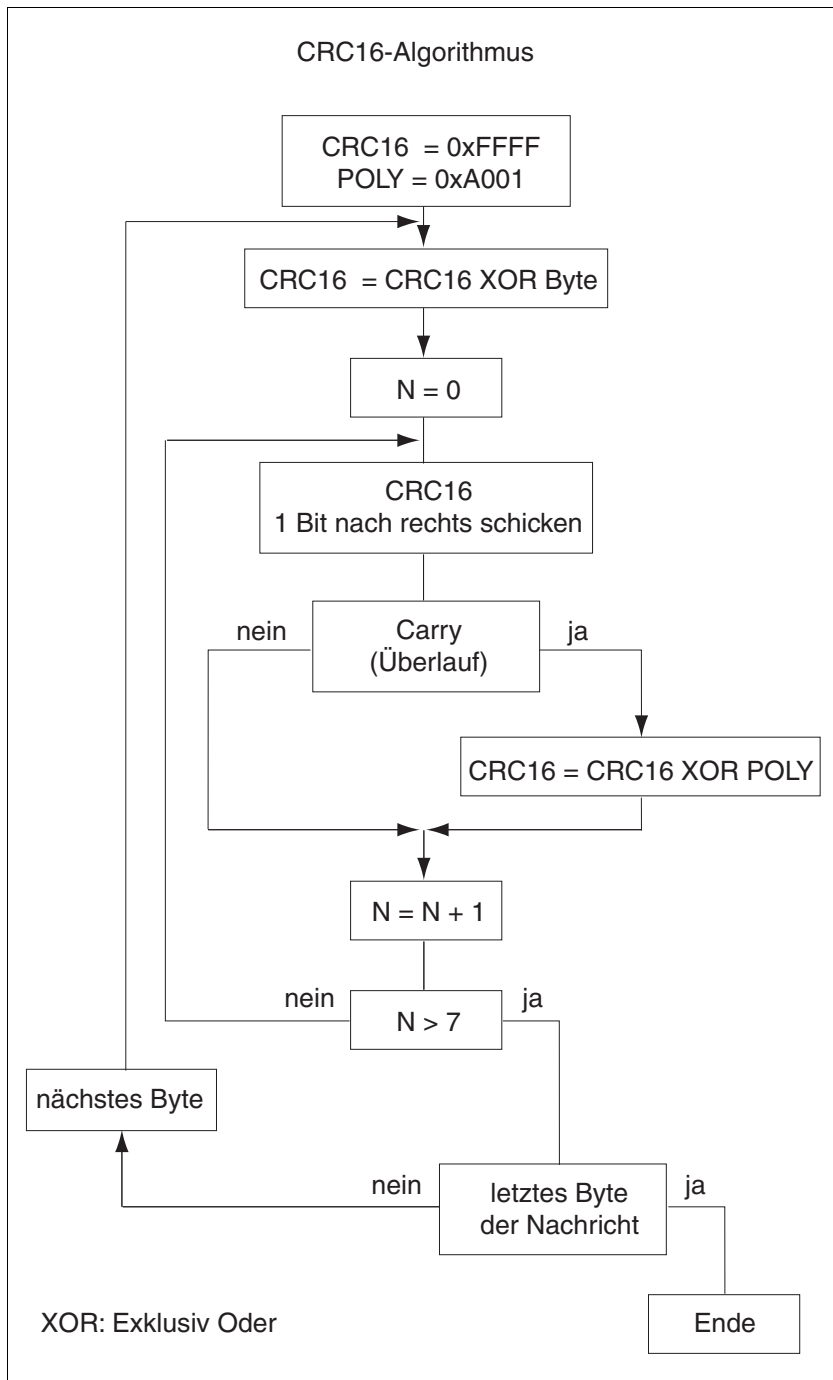 CRC16-Algorithmus
CRC16 = 0xFFFF
POLY = 0xA001
CRC16 = CRC16 XOR Byte
N = 0
CRC16
1 Bit nach rechts schicken
nein
Carry
(Überlauf)
ja
CRC16 = CRC16 XOR POLY
N = N + 1
nein
N > 7
ja
nächstes Byte
nein
letztes Byte
der Nachricht
ja
XOR: Exklusiv Oder
Ende